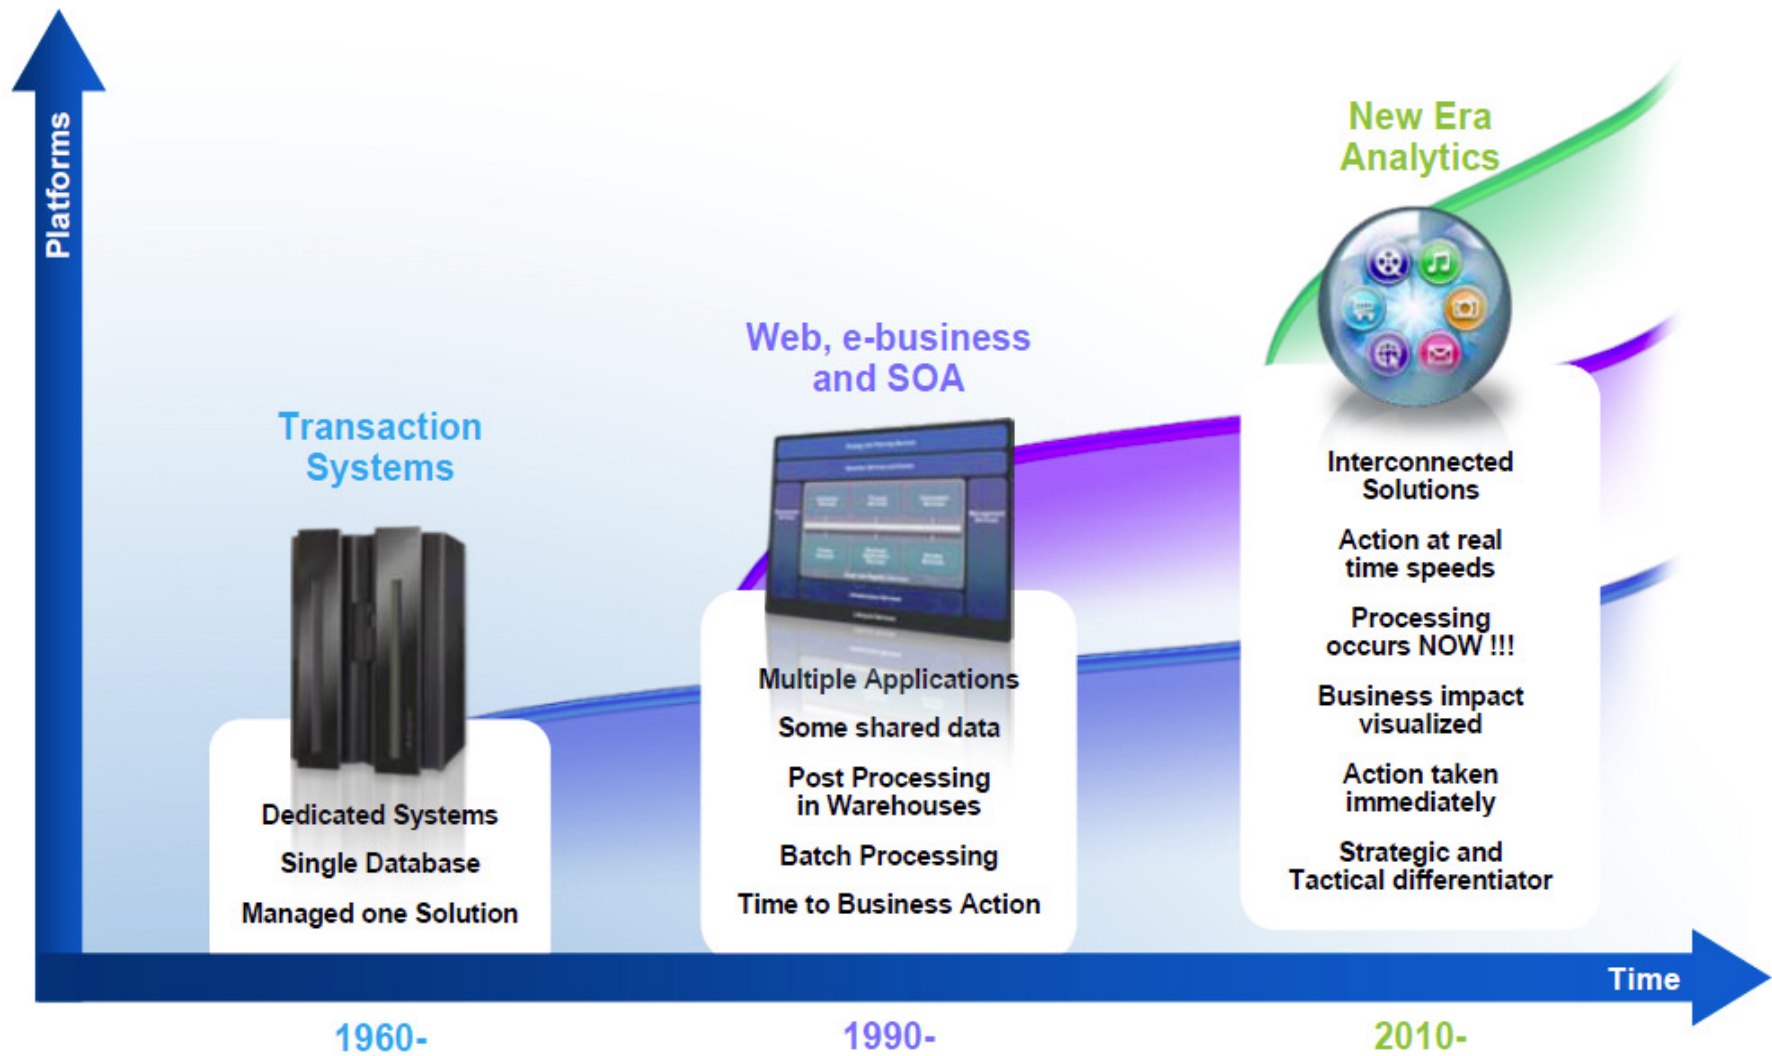 Platforms
New Era
Analytics
Web, e-business
and SOA
Transaction
Systems
Dedicated Systems
Single Database
Managed one Solution
Multiple Applications
Some shared data
Post Processing
in Warehouses
Batch Processing
Time to Business Action
Interconnected
Solutions
Action at real
time speeds
Processing
occurs NOW !!!
Business impact
visualized
Action taken
immediately
Strategic and
Tactical differentiator
Time
1960-
1990-
2010-